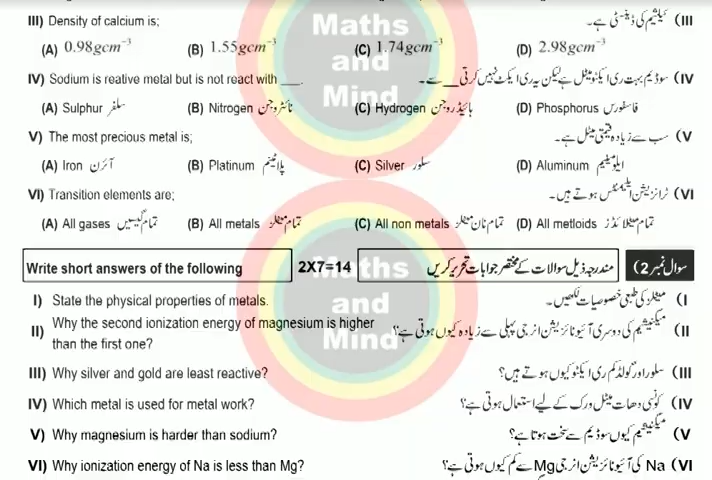 III) Density of calcium is; کیلشیم کی ڈینسٹی ہے۔ (III
(A) 0.98gcm⁻³ (B) 1.55gcm⁻³ (C) 1.74gcm⁻³ (D) 2.98gcm⁻³
IV) Sodium is reative metal but is not react with ___. سوڈیم بہت ری ایکٹو میٹل ہے لیکن یہ ری ایکٹ نہیں کرتی ___ سے۔ (IV
(A) Sulphur سلفر (B) Nitrogen نائٹروجن (C) Hydrogen ہائیڈروجن (D) Phosphorus فاسفورس
V) The most precious metal is; سب سے زیادہ قیمتی میٹل ہے۔ (V
(A) Iron آئرن (B) Platinum پلاٹینم (C) Silver سلور (D) Aluminum ایلومینیم
VI) Transition elements are; ٹرانزیشن ایلیمنٹس ہوتے ہیں۔ (VI
(A) All gases تمام گیسیں (B) All metals تمام میٹلز (C) All non metals تمام نان میٹلز (D) All metloids تمام میٹلائڈز
Write short answers of the following 2X7=14 مندرجہ ذیل سوالات کے مختصر جوابات تحریر کریں سوال نمبر 2)
I) State the physical properties of metals. میٹلز کی طبعی خصوصیات لکھیں۔ (I
II) Why the second ionization energy of magnesium is higher than the first one? میگنیشیم کی دوسری آئیونائزیشن انرجی پہلی سے زیادہ کیوں ہوتی ہے؟ (II
III) Why silver and gold are least reactive? سلور اور گولڈ کم ری ایکٹو کیوں ہوتے ہیں؟ (III
IV) Which metal is used for metal work? کونسی دھات میٹل ورک کے لیے استعمال ہوتی ہے؟ (IV
V) Why magnesium is harder than sodium? میگنیشیم کیوں سوڈیم سے سخت ہوتا ہے؟ (V
VI) Why ionization energy of Na is less than Mg? Na کی آئیونائزیشن انرجی Mg سے کم کیوں ہوتی ہے؟ (VI
Maths
and
Mind
Maths
and
Mind